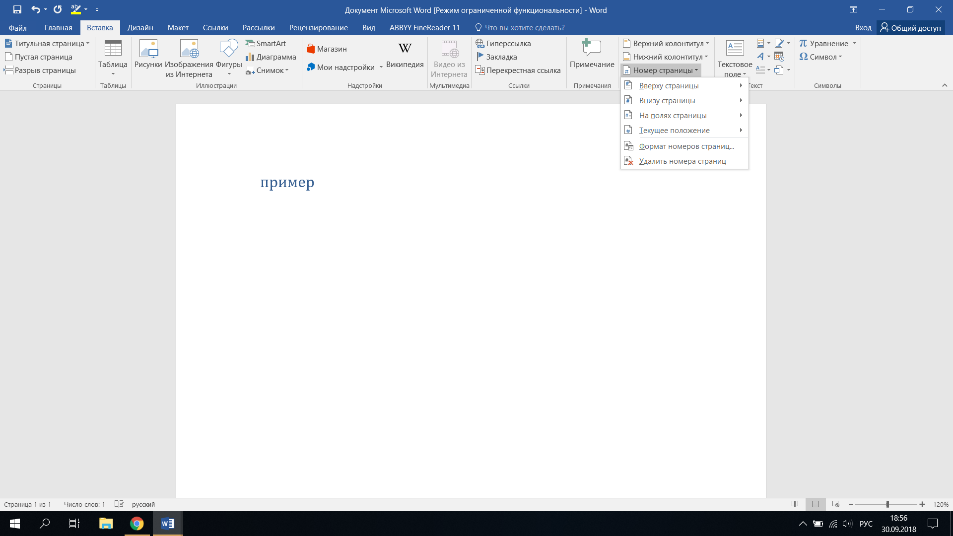 Документ Microsoft Word [Режим ограниченной функциональности] - Word
Файл Главная Вставка Дизайн Макет Ссылки Рассылки Рецензирование Вид ABBYY FineReader 11 Что вы хотите сделать? Вход Общий доступ
Титульная страница
Пустая страница
Разрыв страницы
Страницы
Таблица
Таблицы
Рисунки
Изображения из Интернета
Фигуры
SmartArt
Диаграмма
Снимок
Иллюстрации
Магазин
Мои надстройки
Википедия
W
Надстройки
Видео из Интернета
Мультимедиа
Гиперссылка
Закладка
Перекрестная ссылка
Ссылки
Примечание
Примечания
Верхний колонтитул
Нижний колонтитул
Номер страницы
Вверху страницы
Внизу страницы
На полях страницы
Текущее положение
Формат номеров страниц...
Удалить номера страниц
Текстовое поле
Текст
Уравнение
Символ
Символы
пример
Страница 1 из 1 Число слов: 1 русский 120%
РУС 18:56
30.09.2018